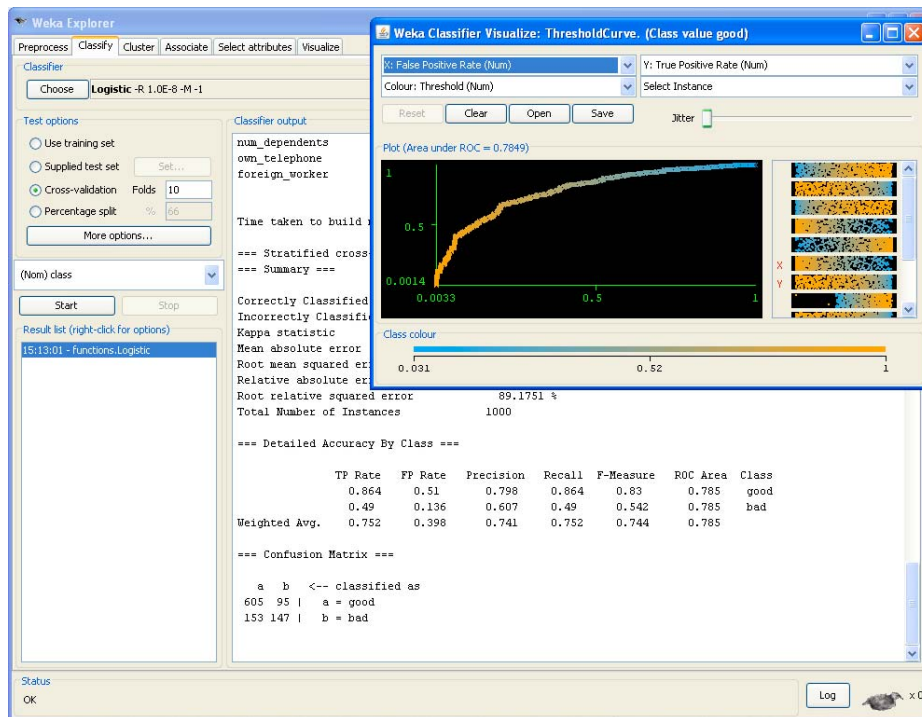 Weka Explorer
Preprocess Classify Cluster Associate Select attributes Visualize
Classifier
Choose Logistic -R 1.0E-8 -M -1
Test options
Use training set
Supplied test set Set...
Cross-validation Folds 10
Percentage split % 66
More options...
(Nom) class
Start Stop
Result list (right-click for options)
15:13:01 - functions.Logistic
Classifier output
num_dependents
own_telephone
foreign_worker
Time taken to build
=== Stratified cross-
=== Summary ===
Correctly Classified
Incorrectly Classifi
Kappa statistic
Mean absolute error
Root mean squared er
Relative absolute er
Root relative squared error 89.1751 %
Total Number of Instances 1000
=== Detailed Accuracy By Class ===
TP Rate FP Rate Precision Recall F-Measure ROC Area Class
0.864 0.51 0.798 0.864 0.83 0.785 good
0.49 0.136 0.607 0.49 0.542 0.785 bad
Weighted Avg. 0.752 0.398 0.741 0.752 0.744 0.785
=== Confusion Matrix ===
a b <-- classified as
605 95 | a = good
153 147 | b = bad
Status
OK
Log
x 0
Weka Classifier Visualize: ThresholdCurve. (Class value good)
X: False Positive Rate (Num) Y: True Positive Rate (Num)
Colour: Threshold (Num) Select Instance
Reset Clear Open Save Jitter
Plot (Area under ROC = 0.7849)
1
0.5
0.0014
0.0033 0.5 1
X
Y
Class colour
0.031 0.52 1